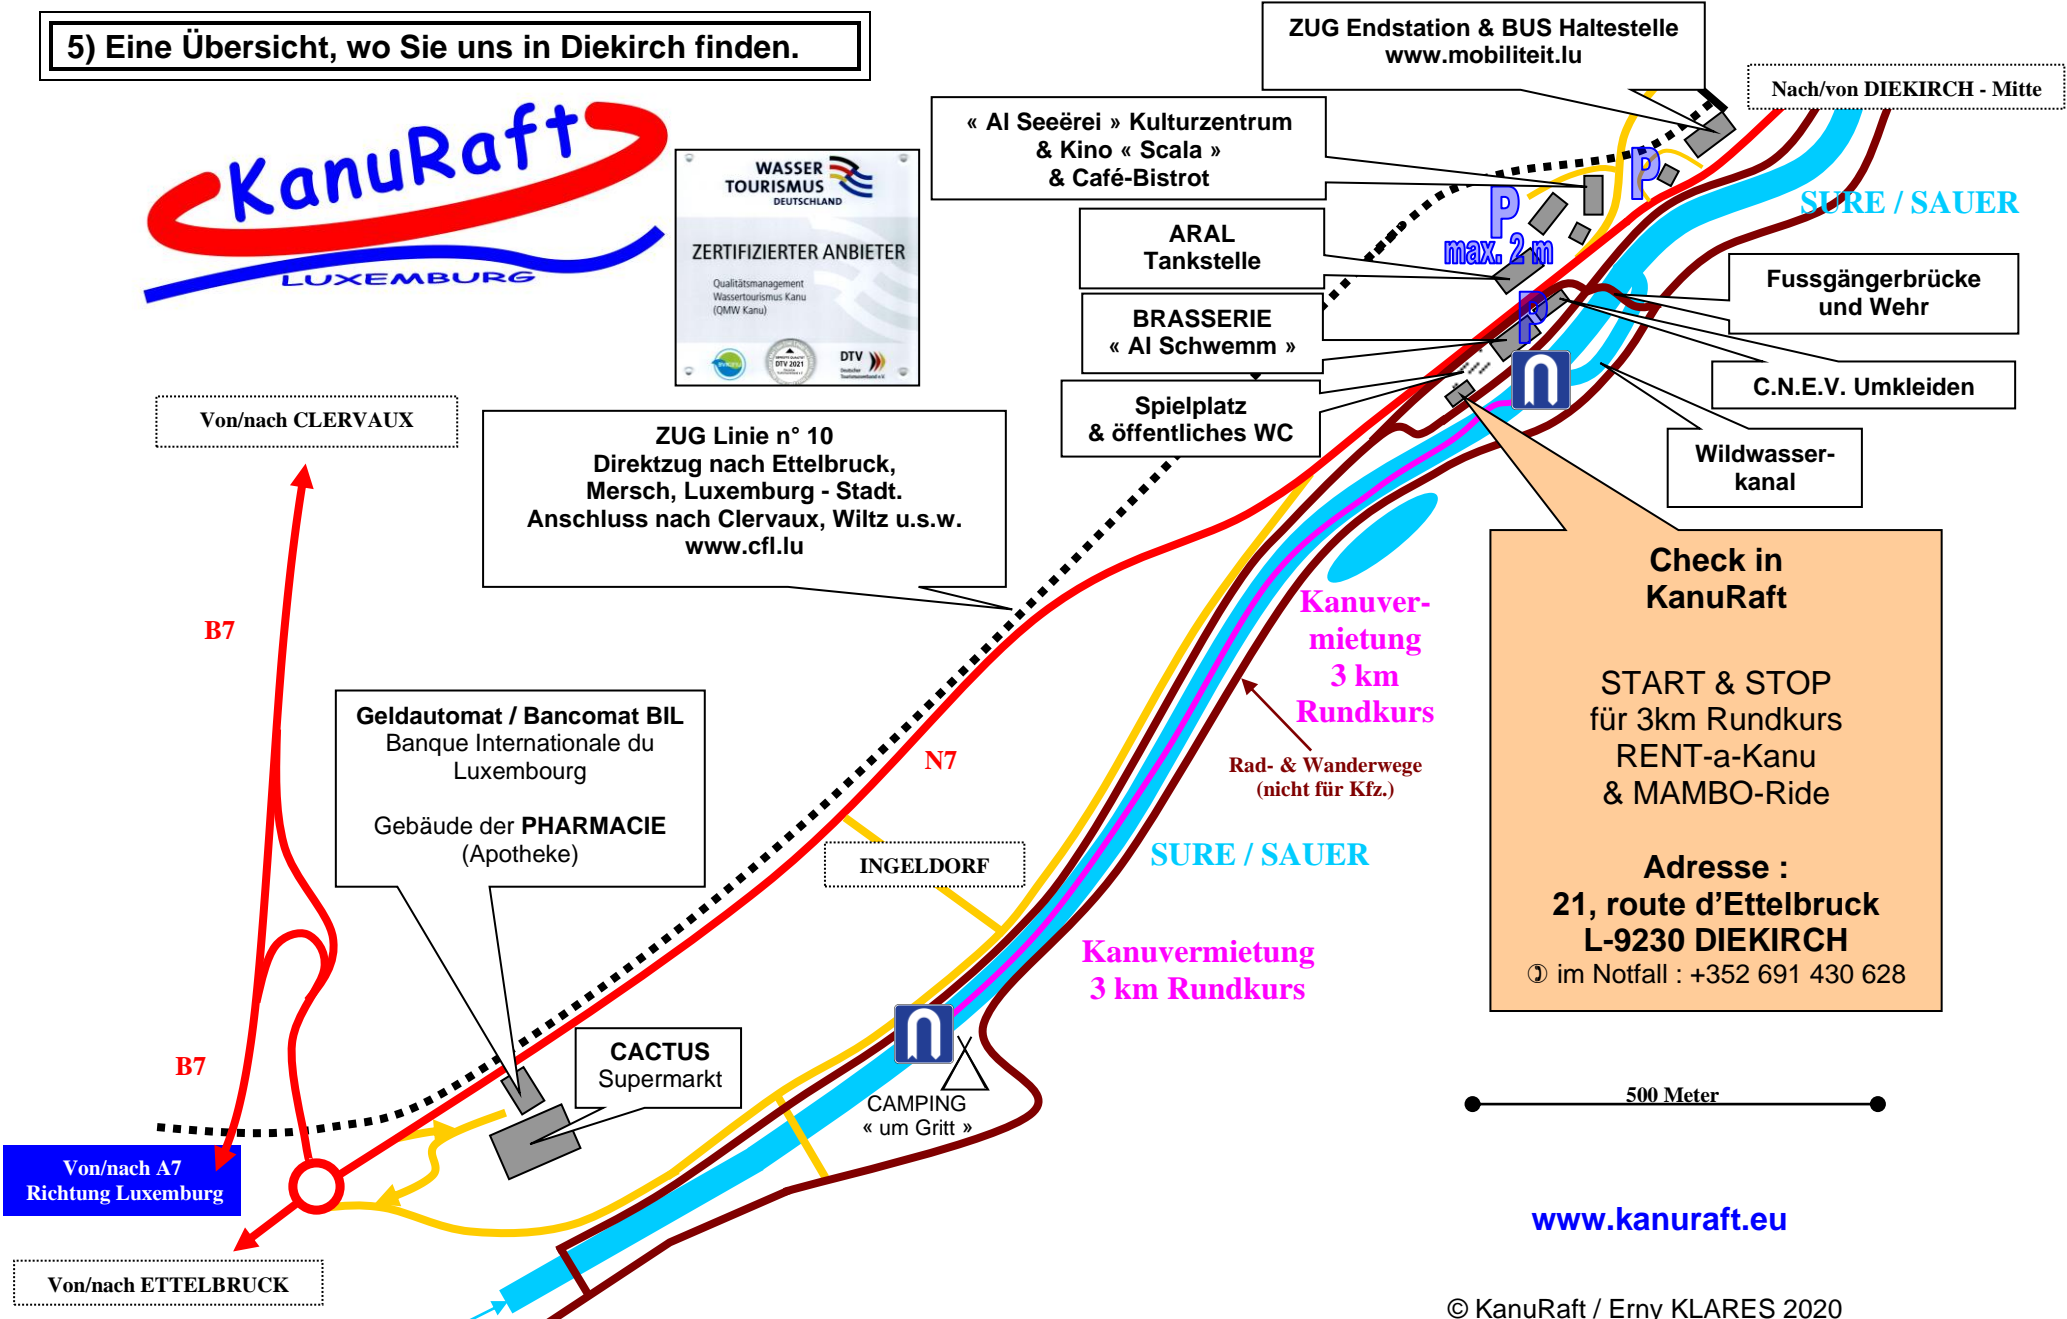 5) Eine Übersicht, wo Sie uns in Diekirch finden.
KanuRaft
LUXEMBURG
WASSER
TOURISMUS
DEUTSCHLAND
ZERTIFIZIERTER ANBIETER
Qualitätsmanagement
Wassertourismus Kanu
(QMW Kanu)
DTV 2021
DTV
ZUG Endstation & BUS Haltestelle
www.mobiliteit.lu
Nach/von DIEKIRCH - Mitte
« Al Seeërei » Kulturzentrum
& Kino « Scala »
& Café-Bistrot
P
P
max. 2 m
SURE / SAUER
ARAL
Tankstelle
Fussgängerbrücke
und Wehr
BRASSERIE
« Al Schwemm »
P
C.N.E.V. Umkleiden
Spielplatz
& öffentliches WC
Wildwasser-
kanal
Von/nach CLERVAUX
ZUG Linie n° 10
Direktzug nach Ettelbruck,
Mersch, Luxemburg - Stadt.
Anschluss nach Clervaux, Wiltz u.s.w.
www.cfl.lu
Check in
KanuRaft
START & STOP
für 3km Rundkurs
RENT-a-Kanu
& MAMBO-Ride
Adresse :
21, route d’Ettelbruck
L-9230 DIEKIRCH
✆ im Notfall : +352 691 430 628
Kanuver-
mietung
3 km
Rundkurs
B7
Geldautomat / Bancomat BIL
Banque Internationale du
Luxembourg
Gebäude der PHARMACIE
(Apotheke)
N7
Rad- & Wanderwege
(nicht für Kfz.)
INGELDORF
SURE / SAUER
Kanuvermietung
3 km Rundkurs
B7
CACTUS
Supermarkt
CAMPING
« um Gritt »
500 Meter
Von/nach A7
Richtung Luxemburg
www.kanuraft.eu
Von/nach ETTELBRUCK
© KanuRaft / Erny KLARES 2020